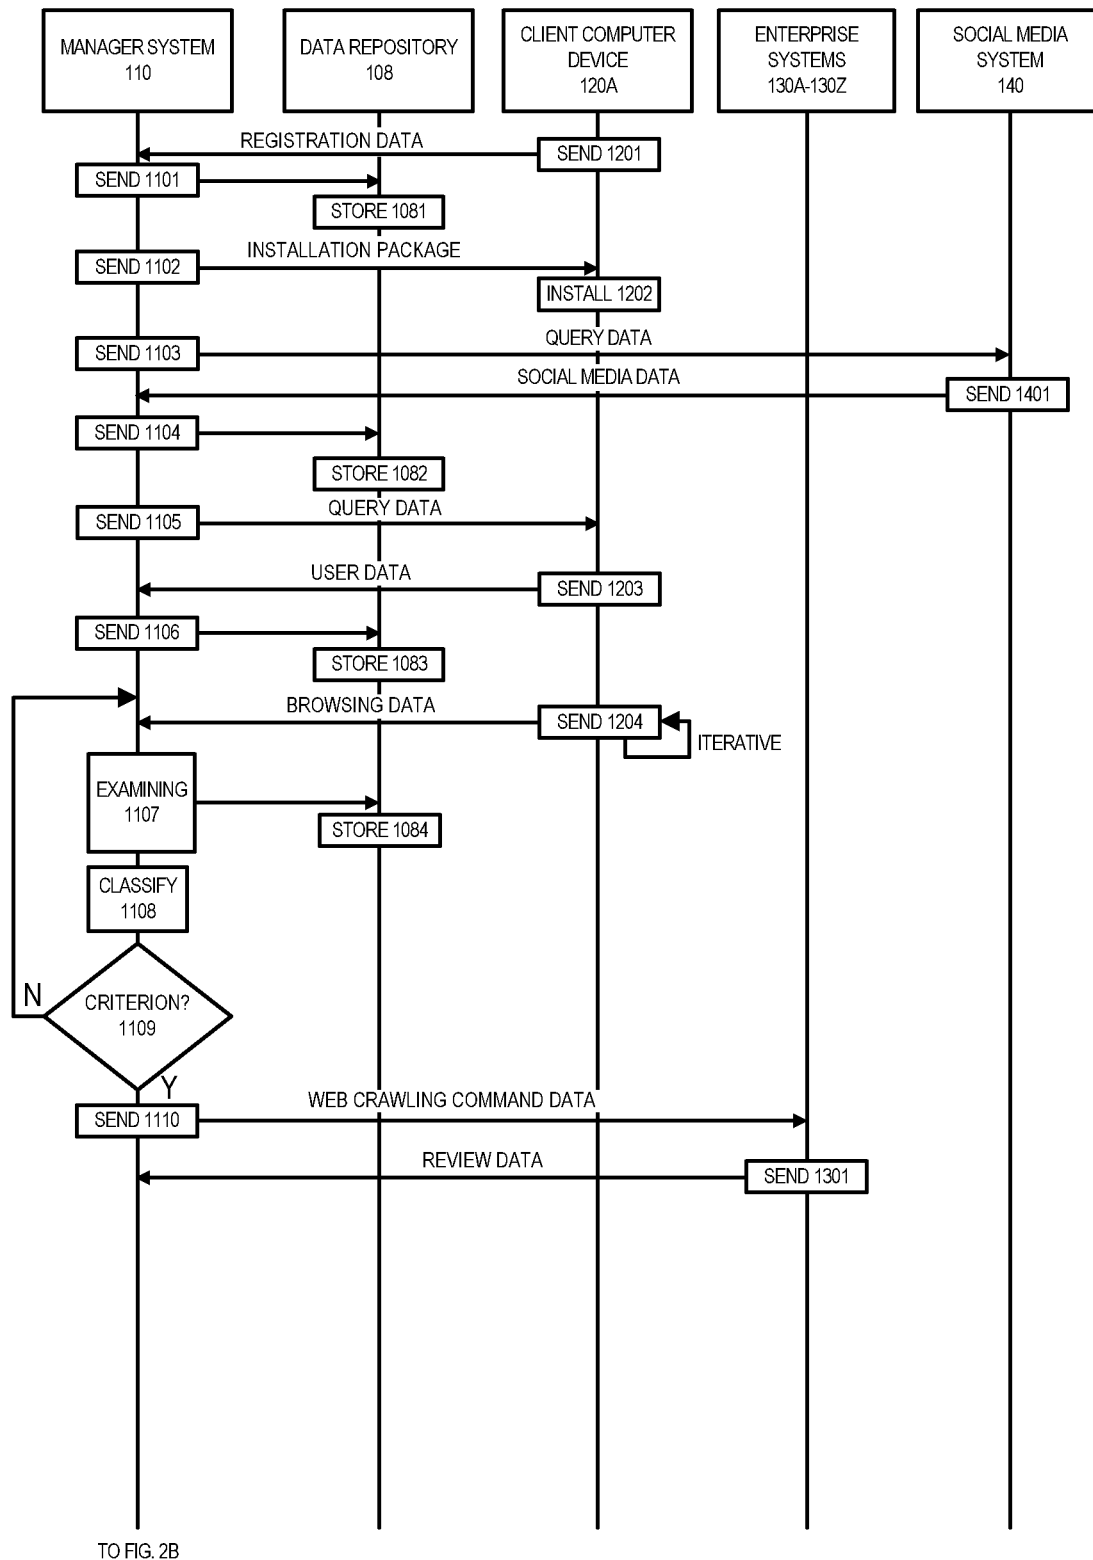 MANAGER SYSTEM
110
DATA REPOSITORY
108
CLIENT COMPUTER
DEVICE
120A
ENTERPRISE
SYSTEMS
130A-130Z
SOCIAL MEDIA
SYSTEM
140
REGISTRATION DATA
SEND 1201
SEND 1101
STORE 1081
INSTALLATION PACKAGE
SEND 1102
INSTALL 1202
QUERY DATA
SEND 1103
SOCIAL MEDIA DATA
SEND 1401
SEND 1104
STORE 1082
QUERY DATA
SEND 1105
USER DATA
SEND 1203
SEND 1106
STORE 1083
BROWSING DATA
SEND 1204
ITERATIVE
EXAMINING
1107
STORE 1084
CLASSIFY
1108
N
CRITERION?
1109
Y
WEB CRAWLING COMMAND DATA
SEND 1110
REVIEW DATA
SEND 1301
TO FIG. 2B